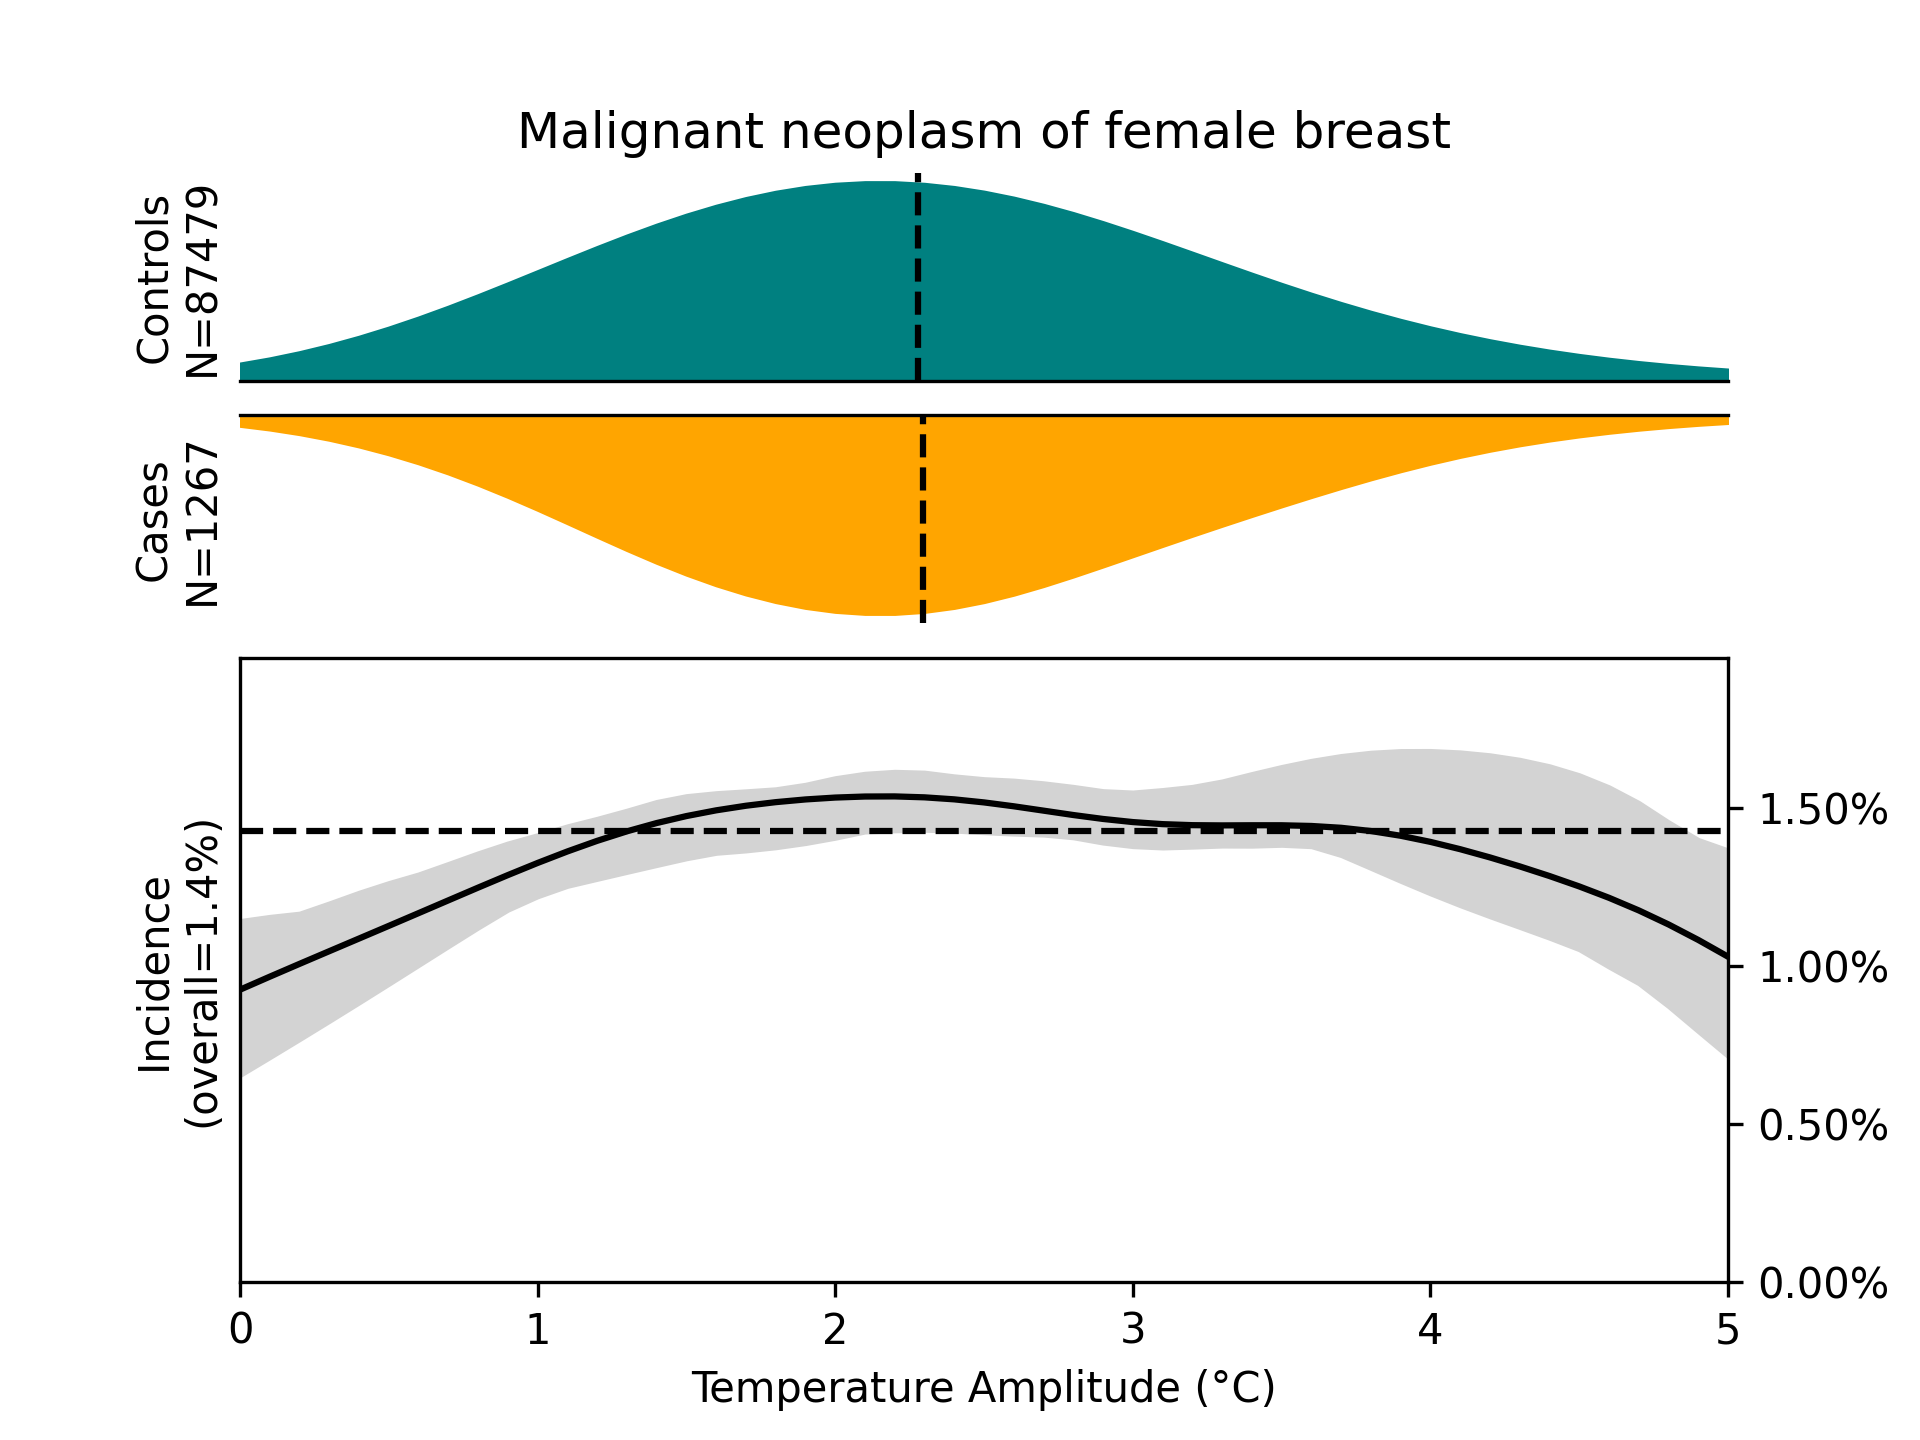 Malignant neoplasm of female breast
Controls
N=87479
Cases
N=1267
Incidence
(overall=1.4%)
1.50%
1.00%
0.50%
0.00%
0 1 2 3 4 5
Temperature Amplitude (°C)